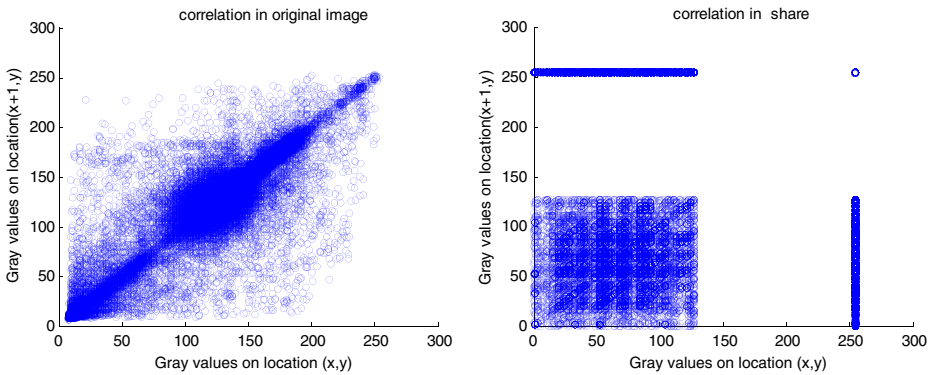 correlation in original image
300
250
200
150
100
50
0
Gray values on location(x+1,y)
0 50 100 150 200 250 300
Gray values on location (x,y)
correlation in  share
300
250
200
150
100
50
0
Gray values on location(x+1,y)
0 50 100 150 200 250 300
Gray values on location (x,y)